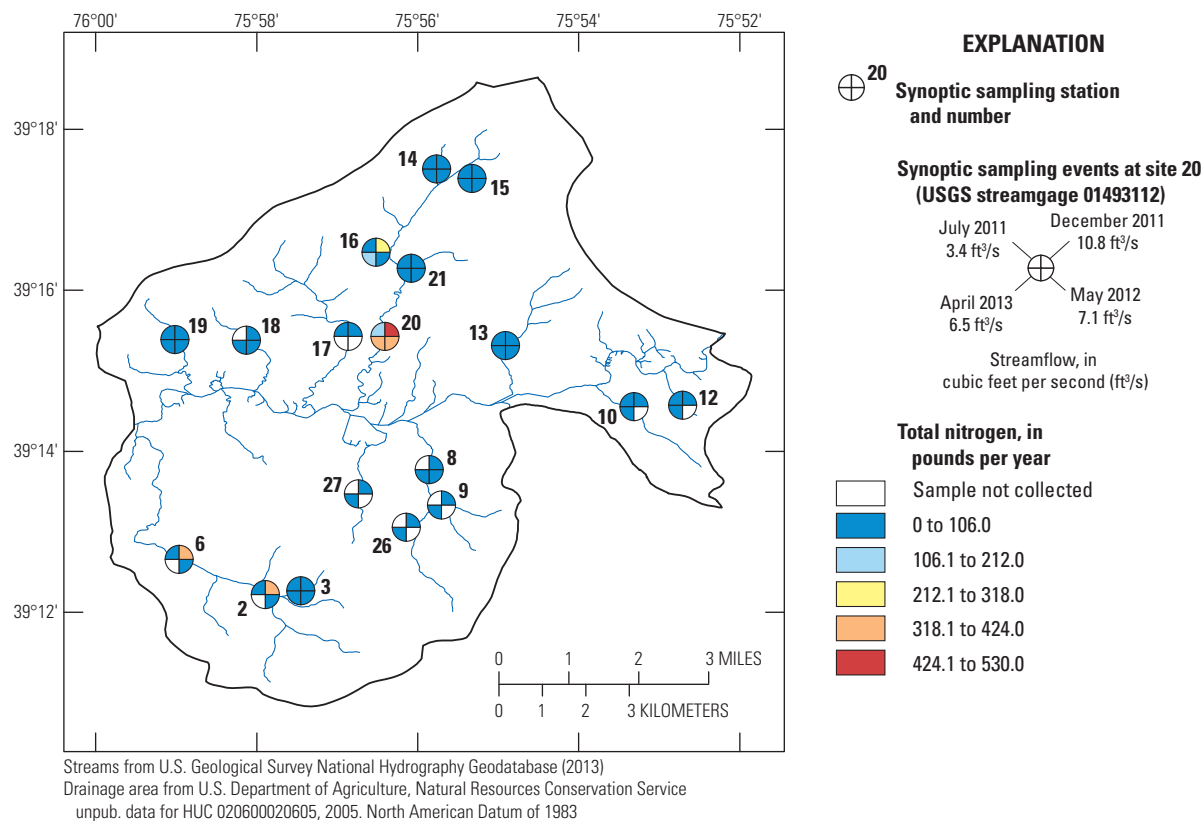 76°00' 75°58' 75°56' 75°54' 75°52'
39°18'
39°16'
39°14'
39°12'
14
15
16
21
19
18
17
20
13
10
12
8
27
9
26
6
2
3
0 1 2 3 MILES
0 1 2 3 KILOMETERS
Streams from U.S. Geological Survey National Hydrography Geodatabase (2013)
Drainage area from U.S. Department of Agriculture, Natural Resources Conservation Service
unpub. data for HUC 020600020605, 2005. North American Datum of 1983
EXPLANATION
20
Synoptic sampling station
and number
Synoptic sampling events at site 20
(USGS streamgage 01493112)
July 2011
3.4 ft³/s
December 2011
10.8 ft³/s
April 2013
6.5 ft³/s
May 2012
7.1 ft³/s
Streamflow, in
cubic feet per second (ft³/s)
Total nitrogen, in
pounds per year
Sample not collected
0 to 106.0
106.1 to 212.0
212.1 to 318.0
318.1 to 424.0
424.1 to 530.0